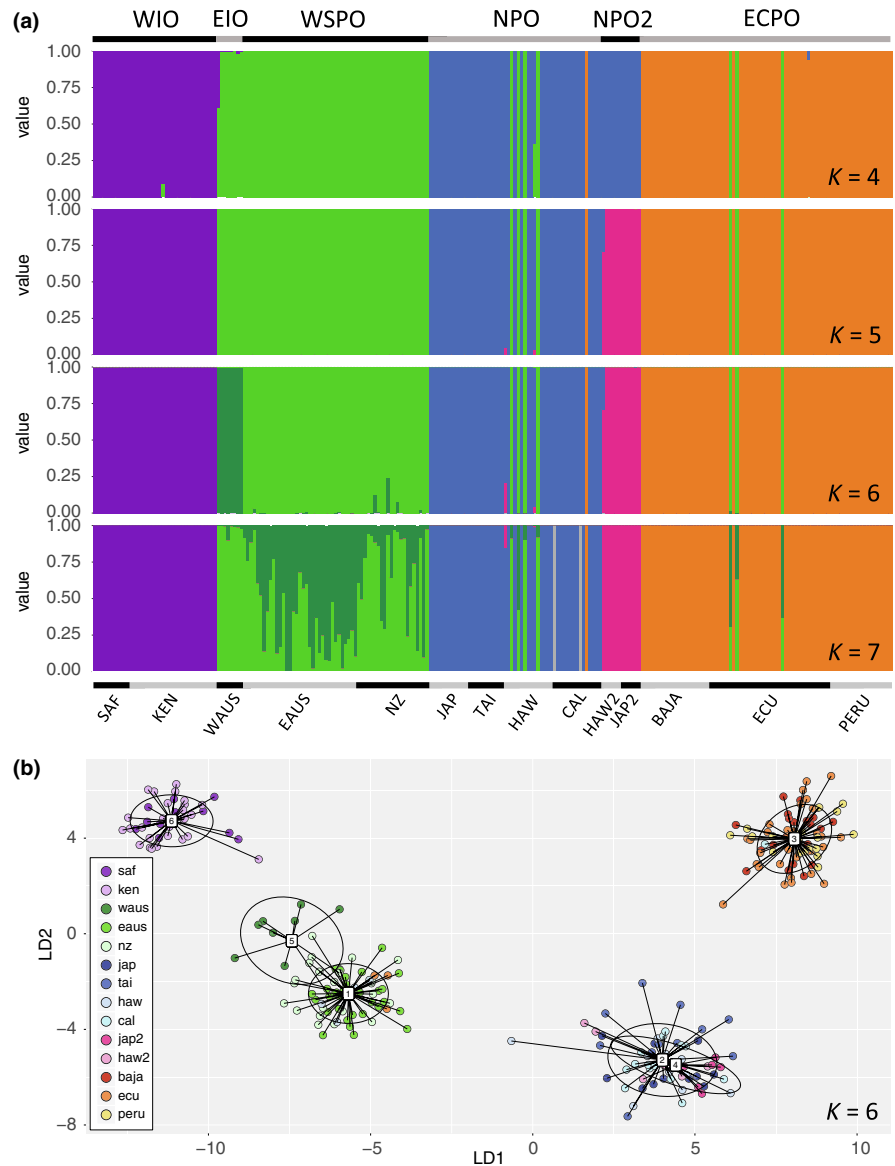 (a)
WIO EIO WSPO NPO NPO2 ECPO
1.00
0.75
value
0.50
0.25
0.00
K = 4
1.00
0.75
value
0.50
0.25
0.00
K = 5
1.00
0.75
value
0.50
0.25
0.00
K = 6
1.00
0.75
value
0.50
0.25
0.00
K = 7
SAF KEN WAUS EAUS NZ JAP TAI HAW CAL HAW2 JAP2 BAJA ECU PERU
(b)
LD2
4
0
−4
−8
saf
ken
waus
eaus
nz
jap
tai
haw
cal
jap2
haw2
baja
ecu
peru
6
3
5
1
2
4
K = 6
−10 −5 0 5 10
LD1